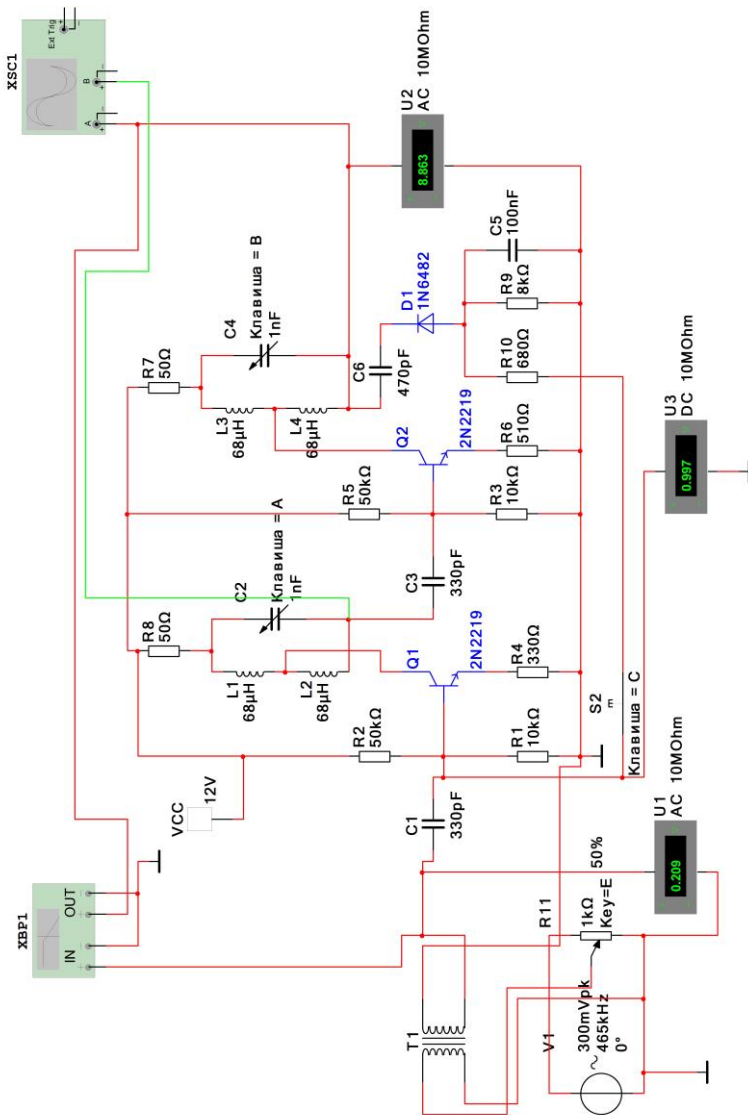 XSC1
Ext Trig
A
B
XBP1
IN
OUT
VCC
12V
R8
50Ω
R7
50Ω
L1
68μH
L2
68μH
C2
Клавиша = A
1nF
L3
68μH
L4
68μH
C4
Клавиша = B
1nF
R2
50kΩ
R5
50kΩ
C1
330pF
Q1
2N2219
C3
330pF
Q2
2N2219
C6
470pF
D1
1N6482
U2
AC 10MOhm
8.863
R1
10kΩ
R4
330Ω
R3
10kΩ
R6
510Ω
R10
680Ω
R9
8kΩ
C5
100nF
T1
S2
E
Клавиша = C
V1
300mVpk
465kHz
0°
R11
1kΩ
Key=E
50%
U1
AC 10MOhm
0.209
U3
DC 10MOhm
0.997